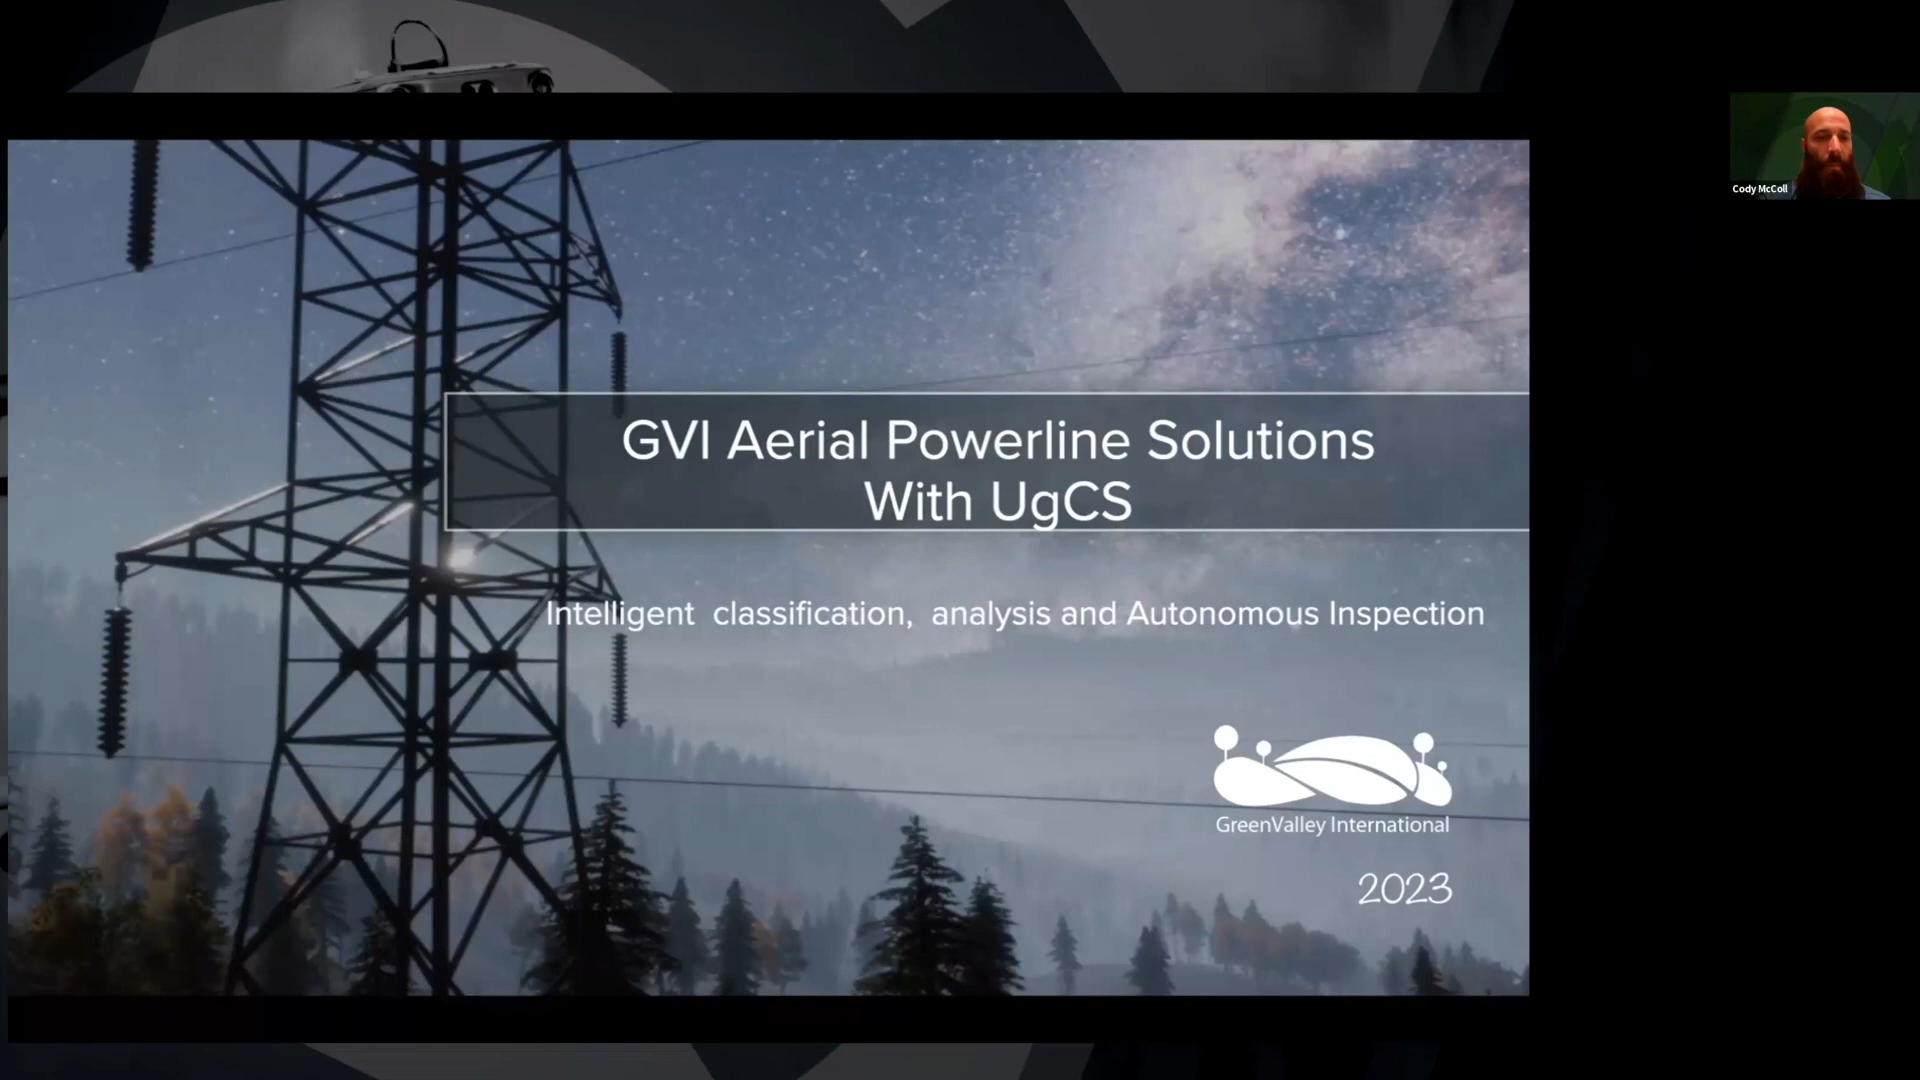 Cody McColl
GVI Aerial Powerline Solutions
With UgCS
Intelligent classification, analysis and Autonomous Inspection
GreenValley International
2023